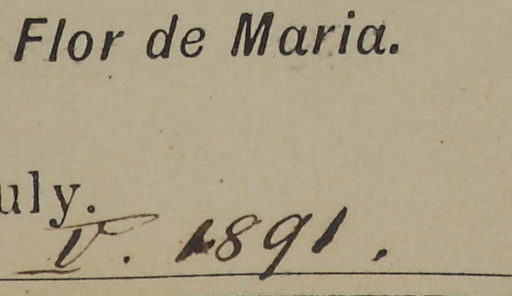 Flor de Maria.
uly.
V. 1891.